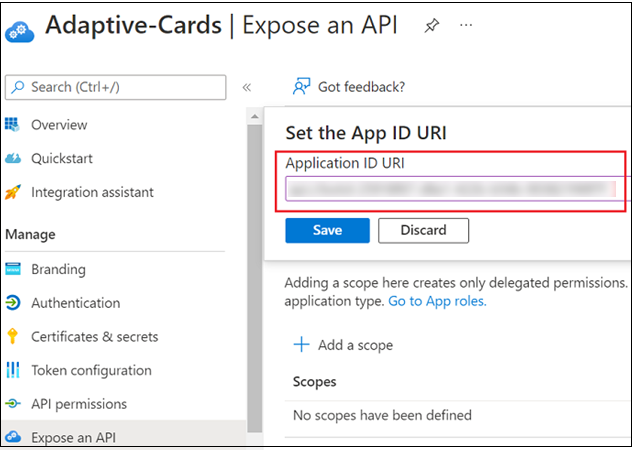 Adaptive-Cards | Expose an API
Search (Ctrl+/)
Got feedback?
Overview
Quickstart
Integration assistant
Manage
Branding
Authentication
Certificates & secrets
Token configuration
API permissions
Expose an API
Set the App ID URI
Application ID URI
Save
Discard
Adding a scope here creates only delegated permissions.
application type. Go to App roles.
Add a scope
Scopes
No scopes have been defined